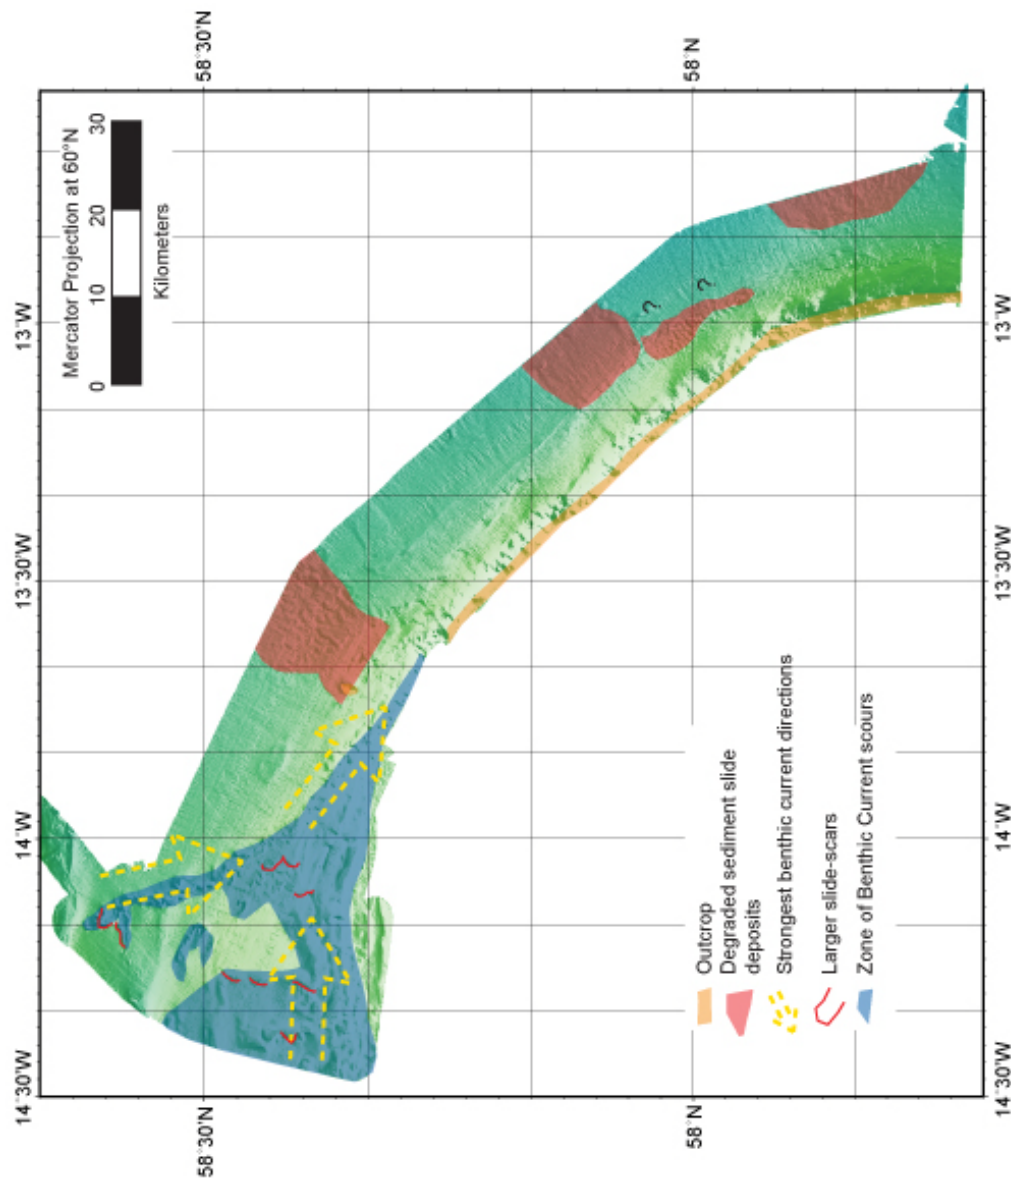 Mercator Projection at 60°N
0 10 20 30
Kilometers
58°30'N
58°N
14°30'W
14°W
13°30'W
13°W
58°30'N
58°N
14°30'W
14°W
13°30'W
13°W
Outcrop
Degraded sediment slide
deposits
Strongest benthic current directions
Larger slide-scars
Zone of Benthic Current scours